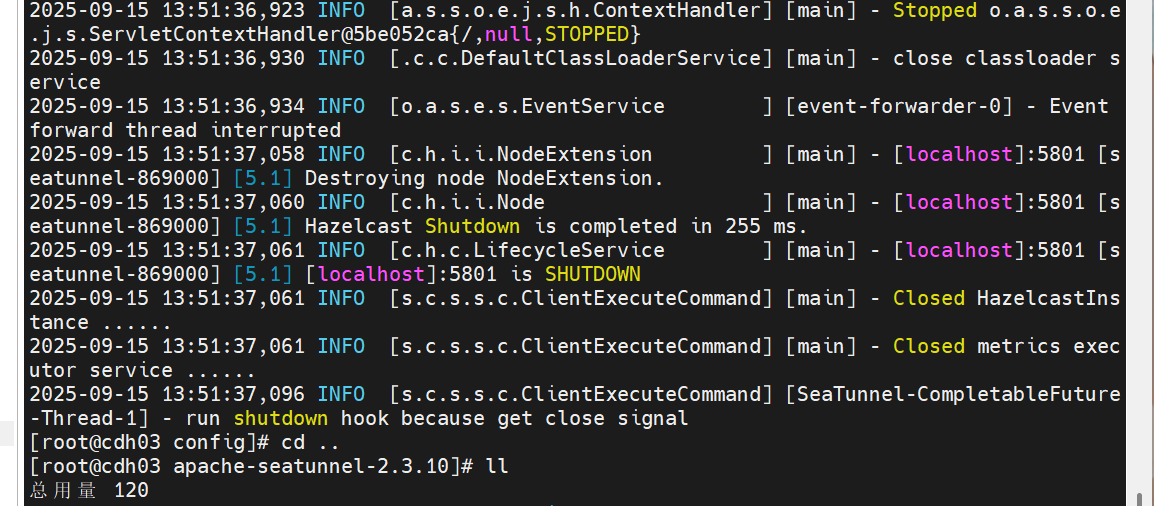 2025-09-15 13:51:36,923 INFO  [a.s.s.o.e.j.s.h.ContextHandler] [main] - Stopped o.a.s.s.o.e
.j.s.ServletContextHandler@5be052ca{/,null,STOPPED}
2025-09-15 13:51:36,930 INFO  [.c.c.DefaultClassLoaderService] [main] - close classloader s
ervice
2025-09-15 13:51:36,934 INFO  [o.a.s.e.s.EventService        ] [event-forwarder-0] - Event
forward thread interrupted
2025-09-15 13:51:37,058 INFO  [c.h.i.i.NodeExtension         ] [main] - [localhost]:5801 [s
eatunnel-869000] [5.1] Destroying node NodeExtension.
2025-09-15 13:51:37,060 INFO  [c.h.i.i.Node                  ] [main] - [localhost]:5801 [s
eatunnel-869000] [5.1] Hazelcast Shutdown is completed in 255 ms.
2025-09-15 13:51:37,061 INFO  [c.h.c.LifecycleService        ] [main] - [localhost]:5801 [s
eatunnel-869000] [5.1] [localhost]:5801 is SHUTDOWN
2025-09-15 13:51:37,061 INFO  [s.c.s.s.c.ClientExecuteCommand] [main] - Closed HazelcastIns
tance ......
2025-09-15 13:51:37,061 INFO  [s.c.s.s.c.ClientExecuteCommand] [main] - Closed metrics exec
utor service ......
2025-09-15 13:51:37,096 INFO  [s.c.s.s.c.ClientExecuteCommand] [SeaTunnel-CompletableFuture
-Thread-1] - run shutdown hook because get close signal
[root@cdh03 config]# cd ..
[root@cdh03 apache-seatunnel-2.3.10]# ll
总用量 120